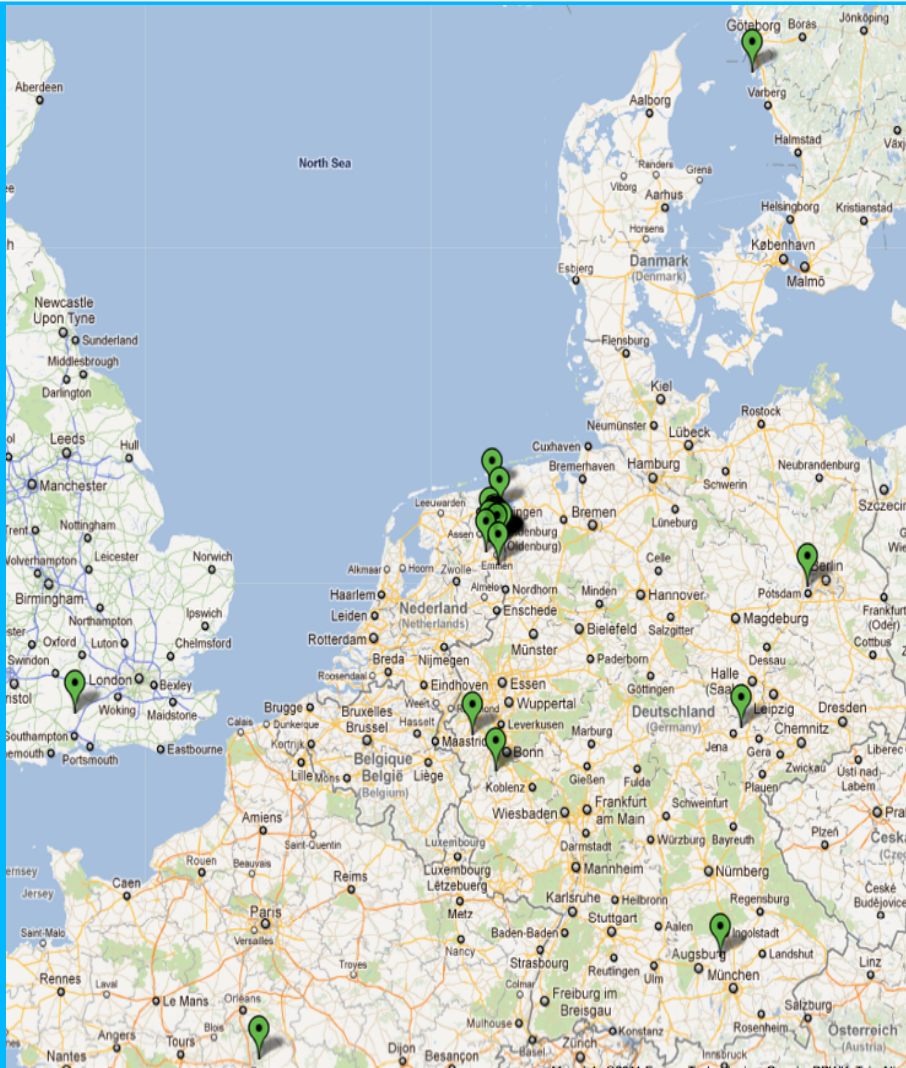 Göteborg
Borås
Jönköping
Aberdeen
Varberg
Aalborg
Halmstad
North Sea
Randers
Grenå
Viborg
Aarhus
Helsingborg
Kristianstad
Horsens
København
Danmark
(Denmark)
Esbjerg
Malmö
Newcastle
Upon Tyne
Sunderland
Flensburg
Middlesbrough
Darlington
Kiel
Rostock
Neumünster
Lübeck
Leeds
Hull
Cuxhaven
Bremerhaven
Hamburg
Neubrandenburg
Schwerin
Manchester
Leeuwarden
Lüneburg
Nottingham
Bremen
Assen
(Oldenburg)
Leicester
Norwich
Celle
Emmen
Berlin
Alkmaar
Hoorn
Zwolle
Birmingham
Almelo
Nordhorn
Minden
Hannover
Potsdam
Frankfurt
(Oder)
Haarlem
Northampton
Ipswich
Nederland
(Netherlands)
Enschede
Leiden
Bielefeld
Salzgitter
Magdeburg
Oxford
Luton
Chelmsford
Rotterdam
Münster
Cottbus
Swindon
Breda
Nijmegen
Paderborn
Dessau
Roosendaal
London
Bexley
Eindhoven
Essen
Göttingen
Halle
Woking
Maidstone
Brugge
Weert
Wuppertal
Deutschland
(Germany)
Leipzig
Dresden
Calais
Dunkerque
Bruxelles
Brussel
Hasselt
Leverkusen
Southampton
Portsmouth
Eastbourne
Kortrijk
Marburg
Jena
Gera
Chemnitz
Belgique
België
(Belgium)
Bonn
Liberec
Zwickau
Ústí nad
Labem
Lille
Mons
Liège
Gießen
Fulda
Plauen
Koblenz
Amiens
Wiesbaden
Frankfurt
am Main
Schweinfurt
Saint-Quentin
Darmstadt
Würzburg
Bayreuth
Plzeň
Luxembourg
Rouen
Beauvais
Luxembourg
Lëtzebuerg
Mannheim
Nürnberg
Jersey
Caen
Reims
Karlsruhe
Heilbronn
České
Budějovice
Metz
Regensburg
Paris
Stuttgart
Aalen
Ingolstadt
Versailles
Baden-Baden
Saint-Malo
Nancy
Strasbourg
Augsburg
Landshut
Troyes
Reutlingen
Ulm
Linz
Rennes
Laval
Colmar
München
Le Mans
Orléans
Freiburg im
Breisgau
Salzburg
Mulhouse
Rosenheim
Blois
Konstanz
Angers
Tours
Dijon
Basel
Zürich
Österreich
(Austria)
Nantes
Besançon
Innsbruck